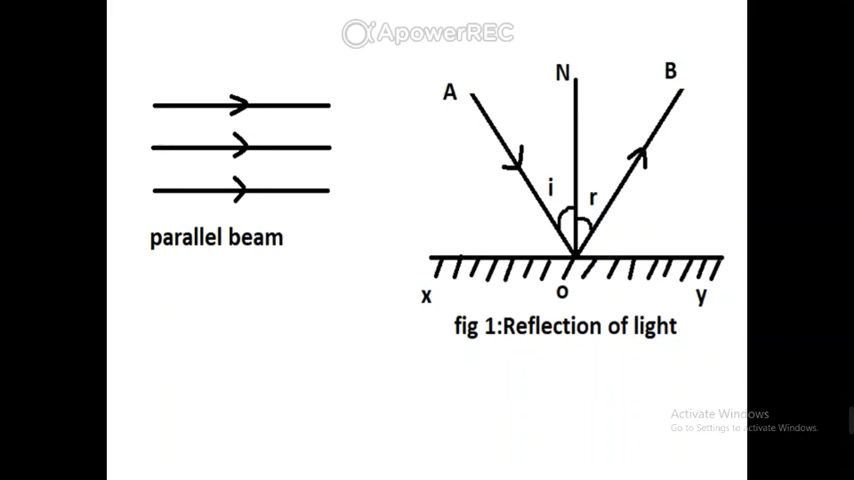 ApowerREC
N
B
A
i
r
parallel beam
x
o
y
fig 1:Reflection of light
Activate Windows
Go to Settings to activate Windows.